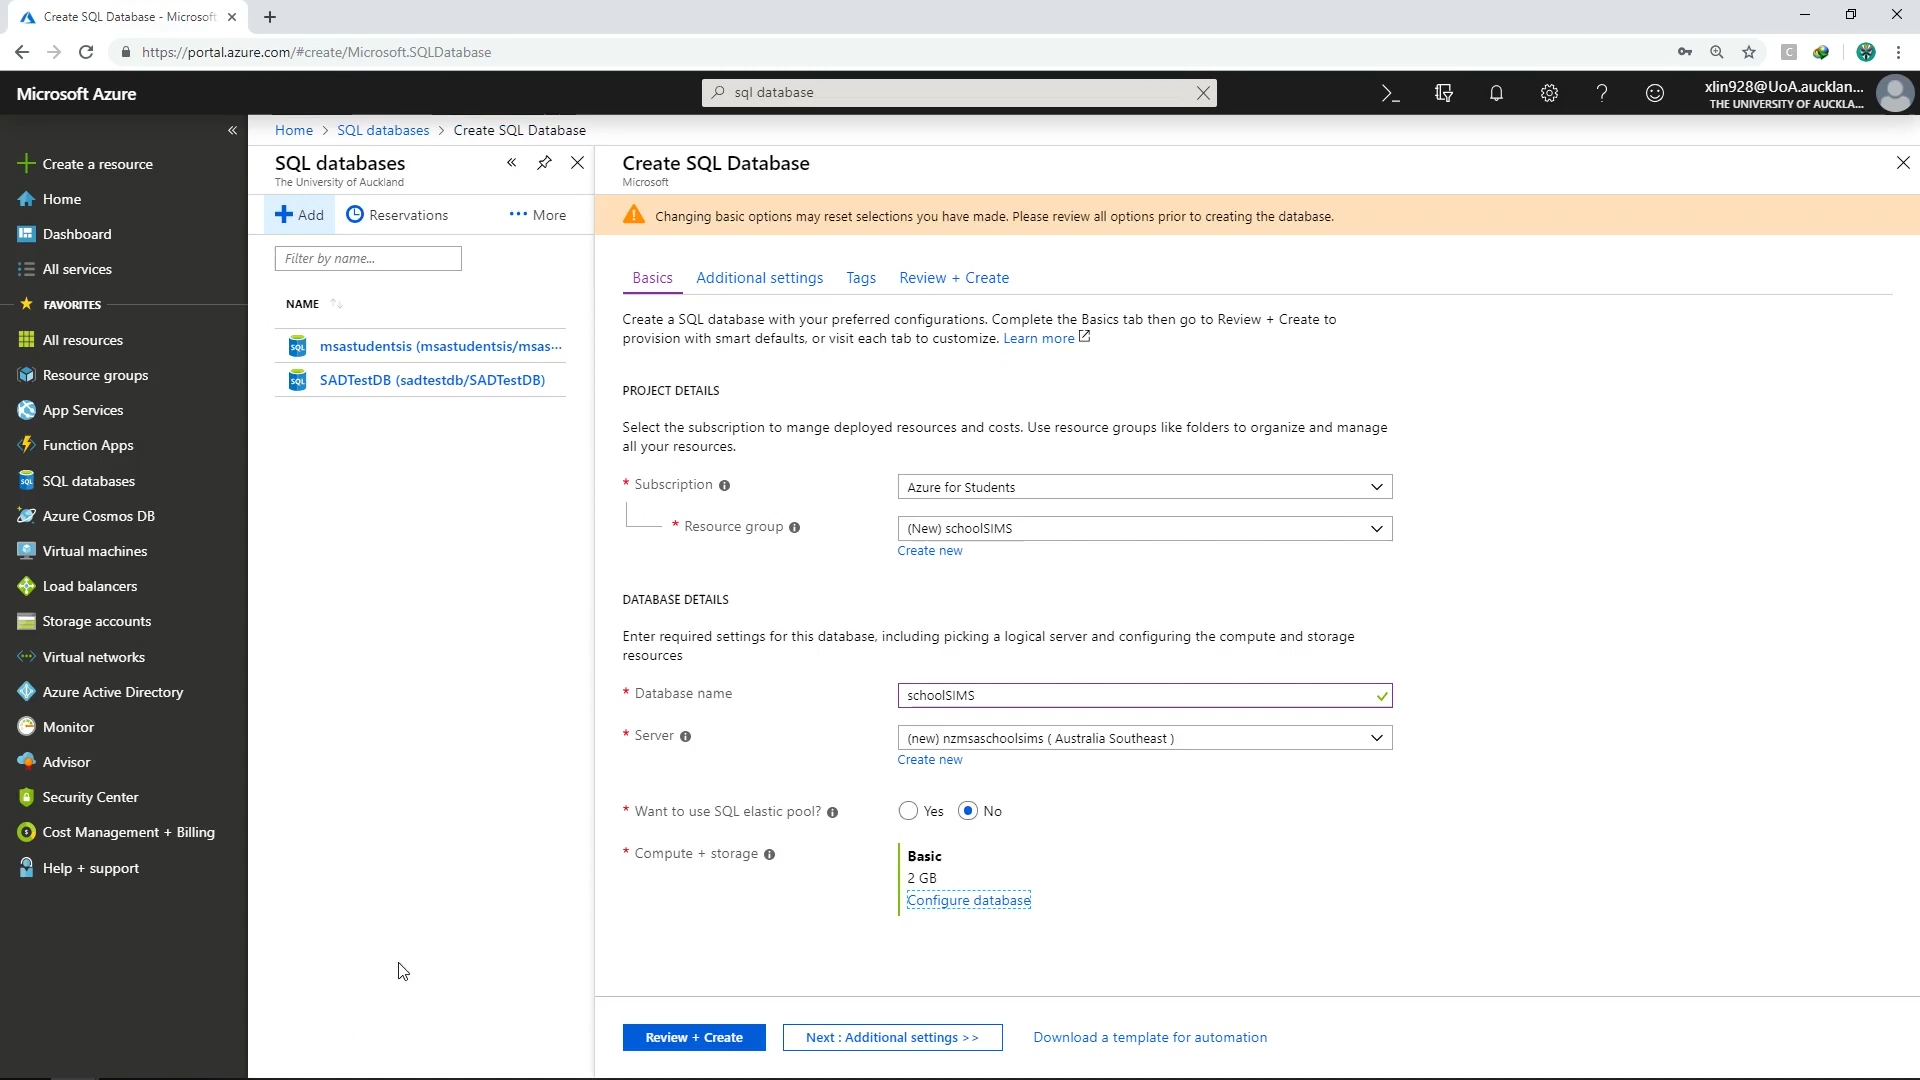 Create SQL Database - Microsoft
https://portal.azure.com/#create/Microsoft.SQLDatabase
Microsoft Azure
sql database
xlin928@UoA.aucklan...
THE UNIVERSITY OF AUCKLA...
Create a resource
Home
Dashboard
All services
FAVORITES
All resources
Resource groups
App Services
Function Apps
SQL databases
Azure Cosmos DB
Virtual machines
Load balancers
Storage accounts
Virtual networks
Azure Active Directory
Monitor
Advisor
Security Center
Cost Management + Billing
Help + support
Home > SQL databases > Create SQL Database
SQL databases
The University of Auckland
Add
Reservations
More
Filter by name...
NAME
SQL
msastudentsis (msastudentsis/msas...
SQL
SADTestDB (sadtestdb/SADTestDB)
Create SQL Database
Microsoft
Changing basic options may reset selections you have made. Please review all options prior to creating the database.
Basics
Additional settings
Tags
Review + Create
Create a SQL database with your preferred configurations. Complete the Basics tab then go to Review + Create to
provision with smart defaults, or visit each tab to customize. Learn more
PROJECT DETAILS
Select the subscription to mange deployed resources and costs. Use resource groups like folders to organize and manage
all your resources.
* Subscription
Azure for Students
* Resource group
(New) schoolSIMS
Create new
DATABASE DETAILS
Enter required settings for this database, including picking a logical server and configuring the compute and storage
resources
* Database name
schoolSIMS
* Server
(new) nzmsaschoolsims ( Australia Southeast )
Create new
* Want to use SQL elastic pool?
Yes
No
* Compute + storage
Basic
2 GB
Configure database
Review + Create
Next : Additional settings >>
Download a template for automation